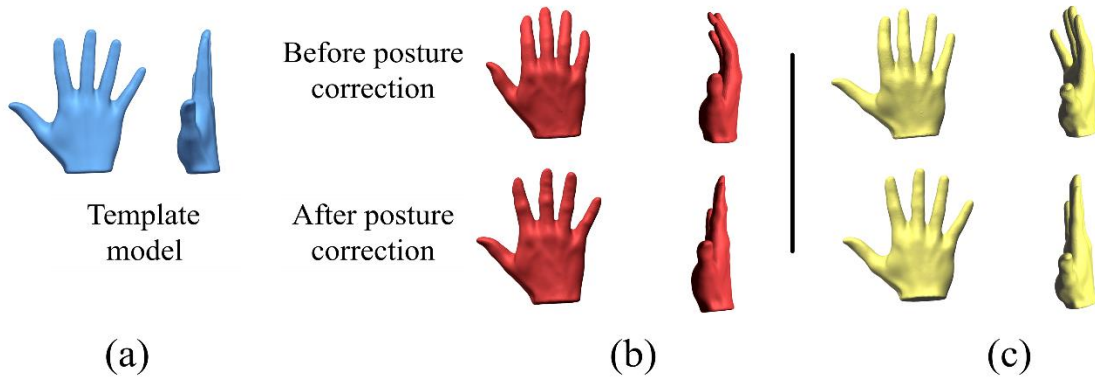 Before posture
correction
Template
model
After posture
correction
(a)
(b)
(c)